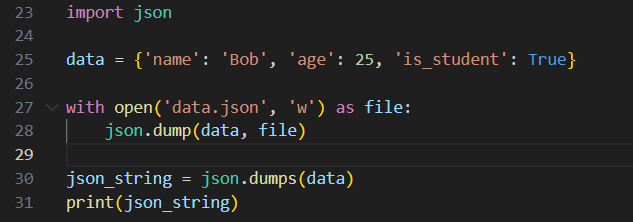 23 import json
24
25 data = {'name': 'Bob', 'age': 25, 'is_student': True}
26
27 with open('data.json', 'w') as file:
28     json.dump(data, file)
29
30 json_string = json.dumps(data)
31 print(json_string)